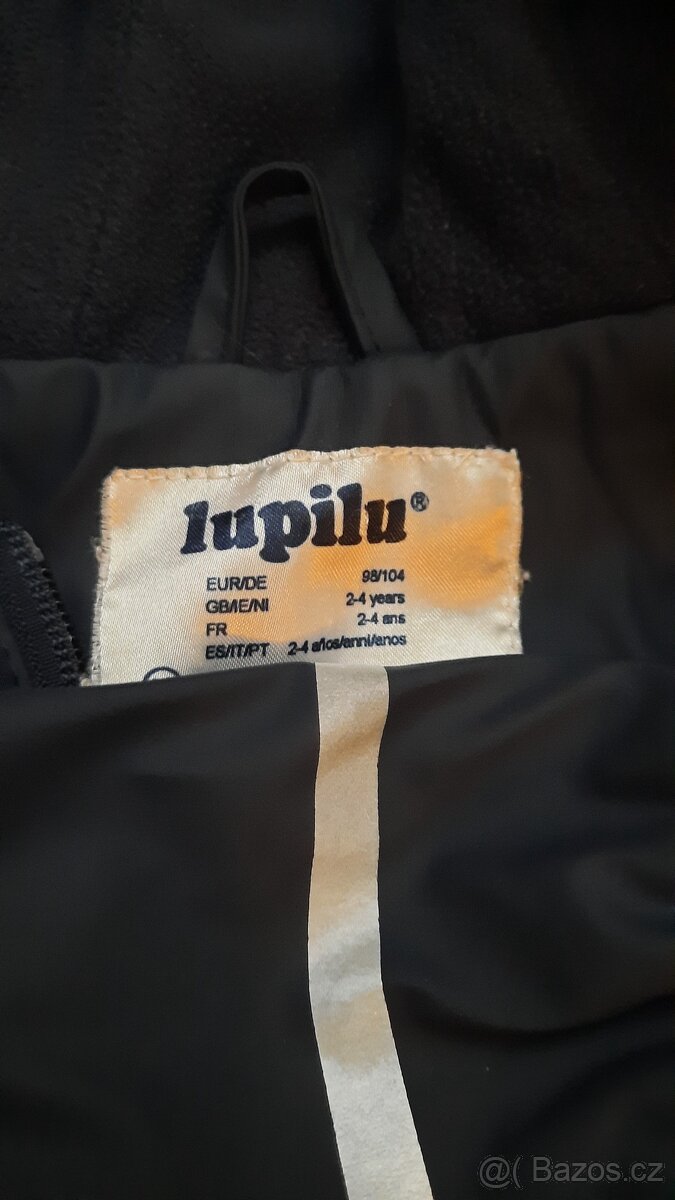 lupilu®
EUR/DE 98/104
GB/IE/NI 2-4 years
FR 2-4 ans
ES/IT/PT 2-4 años/anni/anos
@( Bazos.cz